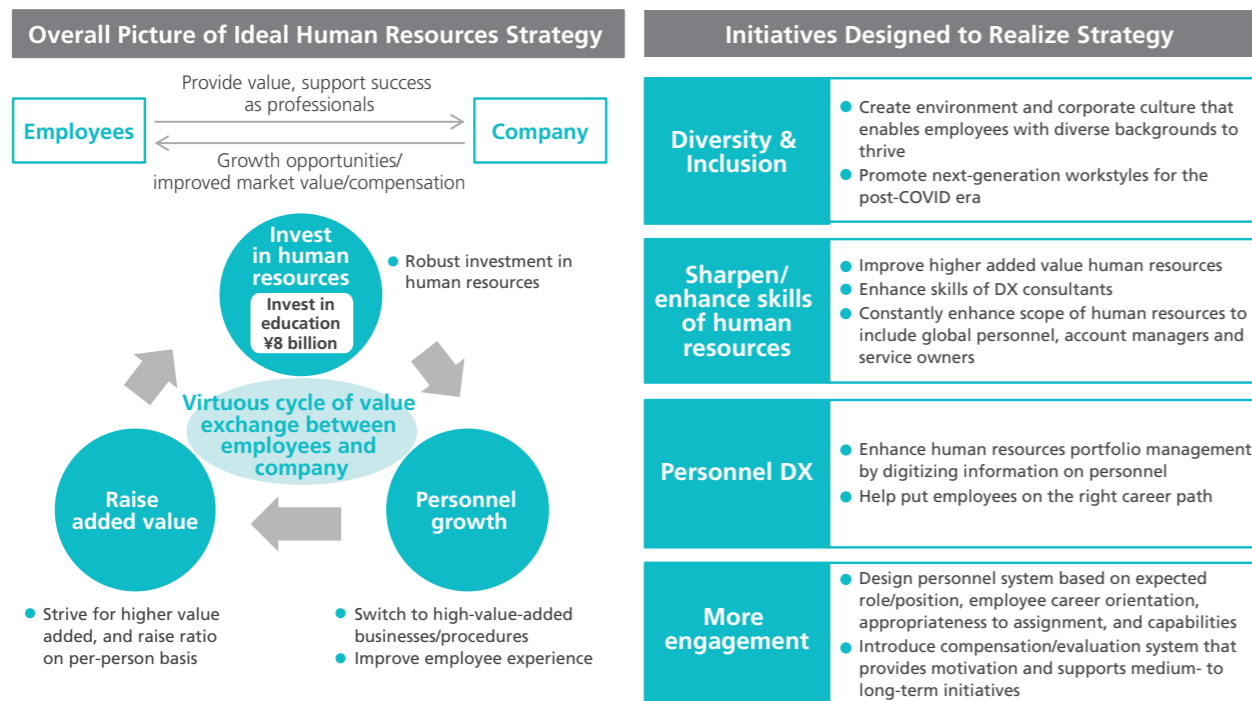 Overall Picture of Ideal Human Resources Strategy
Provide value, support success
as professionals
Employees
Company
Growth opportunities/
improved market value/compensation
Invest
in human
resources
Invest in
education
¥8 billion
● Robust investment in
human resources
Virtuous cycle of value
exchange between
employees and
company
Raise
added value
Personnel
growth
● Strive for higher value
added, and raise ratio
on per-person basis
● Switch to high-value-added
businesses/procedures
● Improve employee experience
Initiatives Designed to Realize Strategy
Diversity &
Inclusion
● Create environment and corporate culture that
enables employees with diverse backgrounds to
thrive
● Promote next-generation workstyles for the
post-COVID era
Sharpen/
enhance skills
of human
resources
● Improve higher added value human resources
● Enhance skills of DX consultants
● Constantly enhance scope of human resources to
include global personnel, account managers and
service owners
Personnel DX
● Enhance human resources portfolio management
by digitizing information on personnel
● Help put employees on the right career path
More
engagement
● Design personnel system based on expected
role/position, employee career orientation,
appropriateness to assignment, and capabilities
● Introduce compensation/evaluation system that
provides motivation and supports medium- to
long-term initiatives